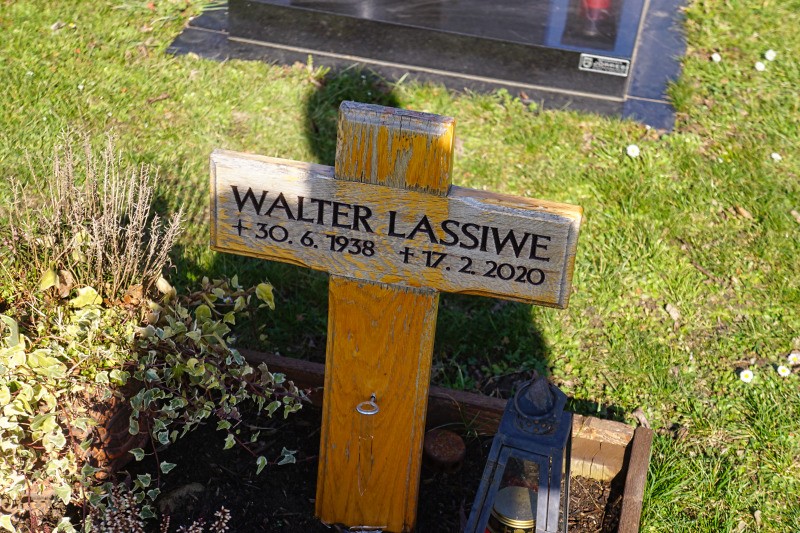 WALTER LASSIWE
+30. 6. 1938 +17. 2. 2020